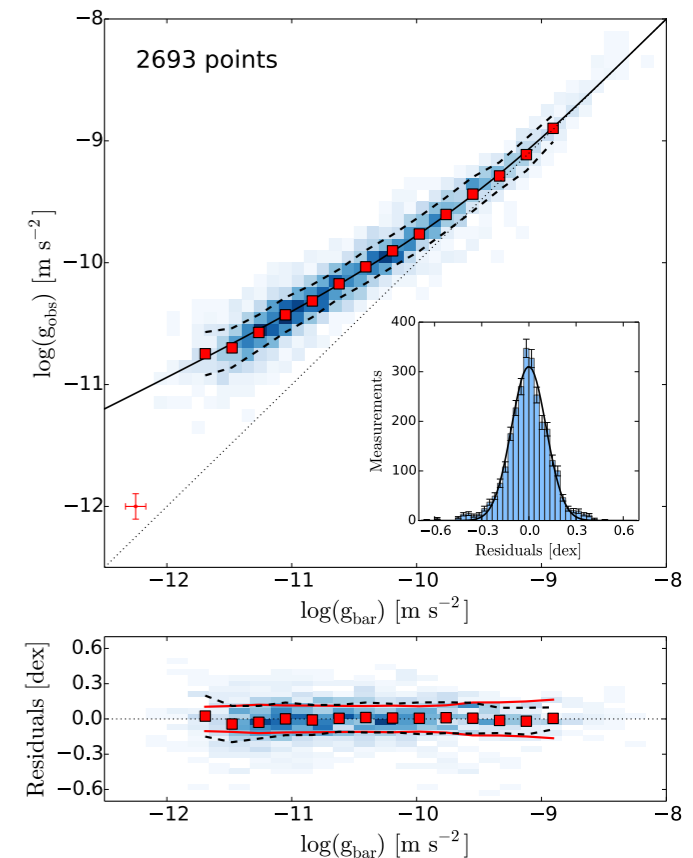 2693 points
−8
−9
−10
−11
−12
log(g_obs) [m s⁻²]
400
300
200
100
0
Measurements
−0.6 −0.3 0.0 0.3 0.6
Residuals [dex]
−12 −11 −10 −9 −8
log(g_bar) [m s⁻²]
0.6
0.3
0.0
−0.3
−0.6
Residuals [dex]
−12 −11 −10 −9 −8
log(g_bar) [m s⁻²]